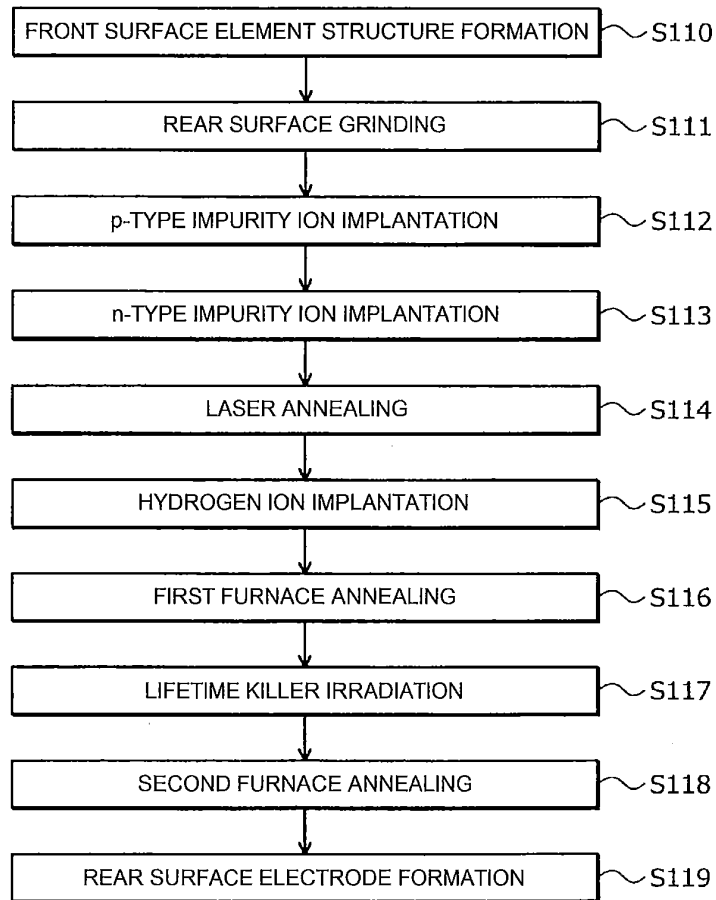 FRONT SURFACE ELEMENT STRUCTURE FORMATION S110
REAR SURFACE GRINDING S111
p-TYPE IMPURITY ION IMPLANTATION S112
n-TYPE IMPURITY ION IMPLANTATION S113
LASER ANNEALING S114
HYDROGEN ION IMPLANTATION S115
FIRST FURNACE ANNEALING S116
LIFETIME KILLER IRRADIATION S117
SECOND FURNACE ANNEALING S118
REAR SURFACE ELECTRODE FORMATION S119